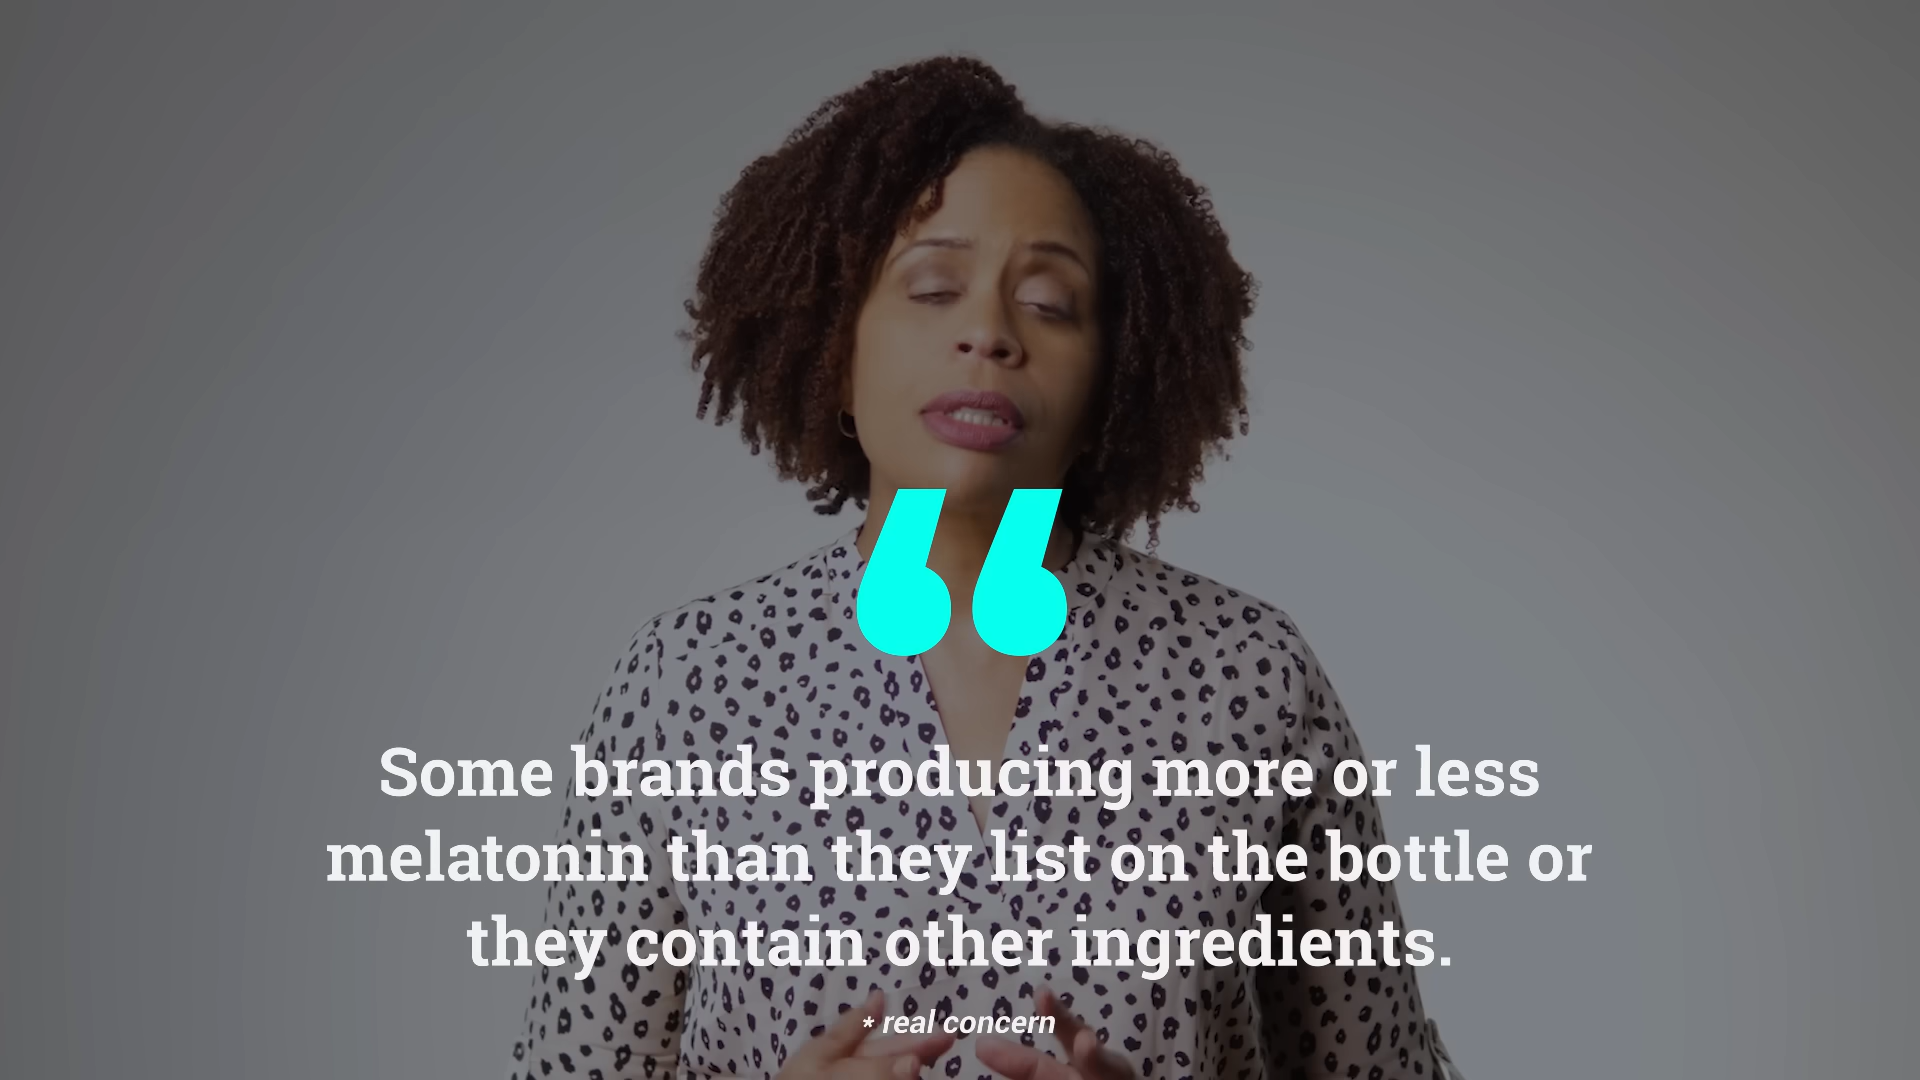 “
Some brands producing more or less
melatonin than they list on the bottle or
they contain other ingredients.
* real concern